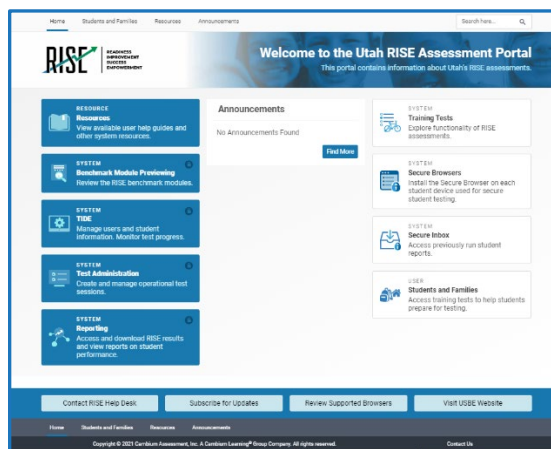 Home Students and Families Resources Announcements
Search here...
RISE
READINESS
IMPROVEMENT
SUCCESS
EMPOWERMENT
Welcome to the Utah RISE Assessment Portal
This portal contains information about Utah's RISE assessments.
RESOURCE
Resources
View available user help guides and
other system resources.
SYSTEM
Benchmark Module Previewing
Review the RISE benchmark modules.
SYSTEM
TIDE
Manage users and student
information. Monitor test progress.
SYSTEM
Test Administration
Create and manage operational test
sessions.
SYSTEM
Reporting
Access and download RISE results
and view reports on student
performance.
Announcements
No Announcements Found
Find More
SYSTEM
Training Tests
Explore functionality of RISE
assessments.
SYSTEM
Secure Browsers
Install the Secure Browser on each
student device used for secure
student testing.
SYSTEM
Secure Inbox
Access previously run student
reports.
USER
Students and Families
Access training tests to help students
prepare for testing.
Contact RISE Help Desk
Subscribe for Updates
Review Supported Browsers
Visit USBE Website
Home Students and Families Resources Announcements
Copyright © 2021 Cambium Assessment, Inc. A Cambium Learning® Group Company. All rights reserved.
Contact Us